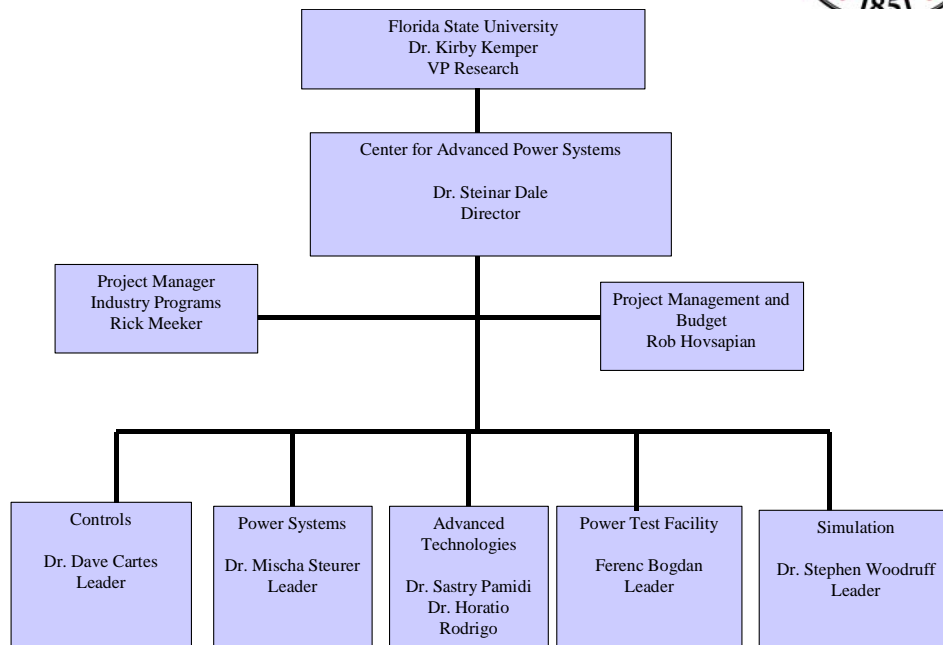 Florida State University
Dr. Kirby Kemper
VP Research
Center for Advanced Power Systems
Dr. Steinar Dale
Director
Project Manager
Industry Programs
Rick Meeker
Project Management and
Budget
Rob Hovsapian
Controls
Dr. Dave Cartes
Leader
Power Systems
Dr. Mischa Steurer
Leader
Advanced
Technologies
Dr. Sastry Pamidi
Dr. Horatio
Rodrigo
Power Test Facility
Ferenc Bogdan
Leader
Simulation
Dr. Stephen Woodruff
Leader